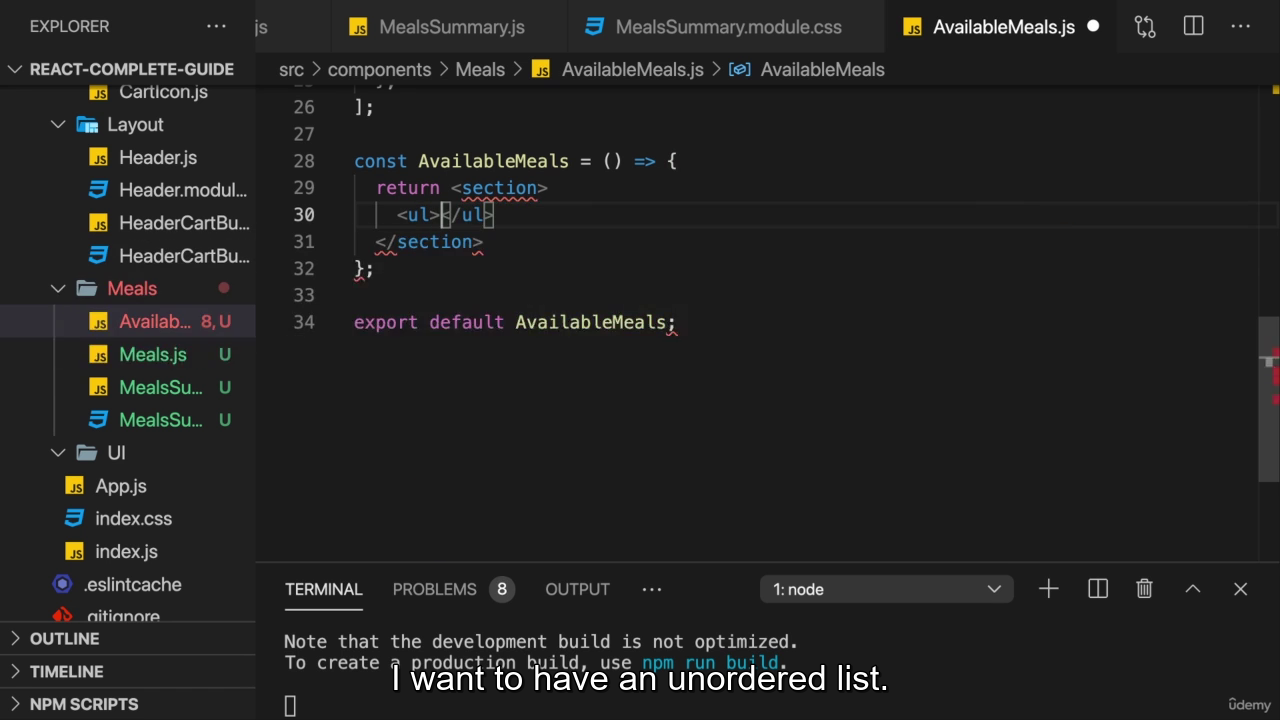 EXPLORER
REACT-COMPLETE-GUIDE
CartIcon.js
Layout
Header.js
Header.modul...
HeaderCartBu...
HeaderCartBu...
Meals
Availab... 8, U
Meals.js U
MealsSu... U
MealsSu... U
UI
App.js
index.css
index.js
.eslintcache
.gitignore
OUTLINE
TIMELINE
NPM SCRIPTS
js
MealsSummary.js
MealsSummary.module.css
AvailableMeals.js
src > components > Meals > JS AvailableMeals.js > AvailableMeals
26 ];
27
28 const AvailableMeals = () => {
29 return <section>
30 <ul></ul>
31 </section>
32 };
33
34 export default AvailableMeals;
TERMINAL PROBLEMS 8 OUTPUT ... 1: node
Note that the development build is not optimized.
To create a production build, use npm run build.
I want to have an unordered list.
ûdemy